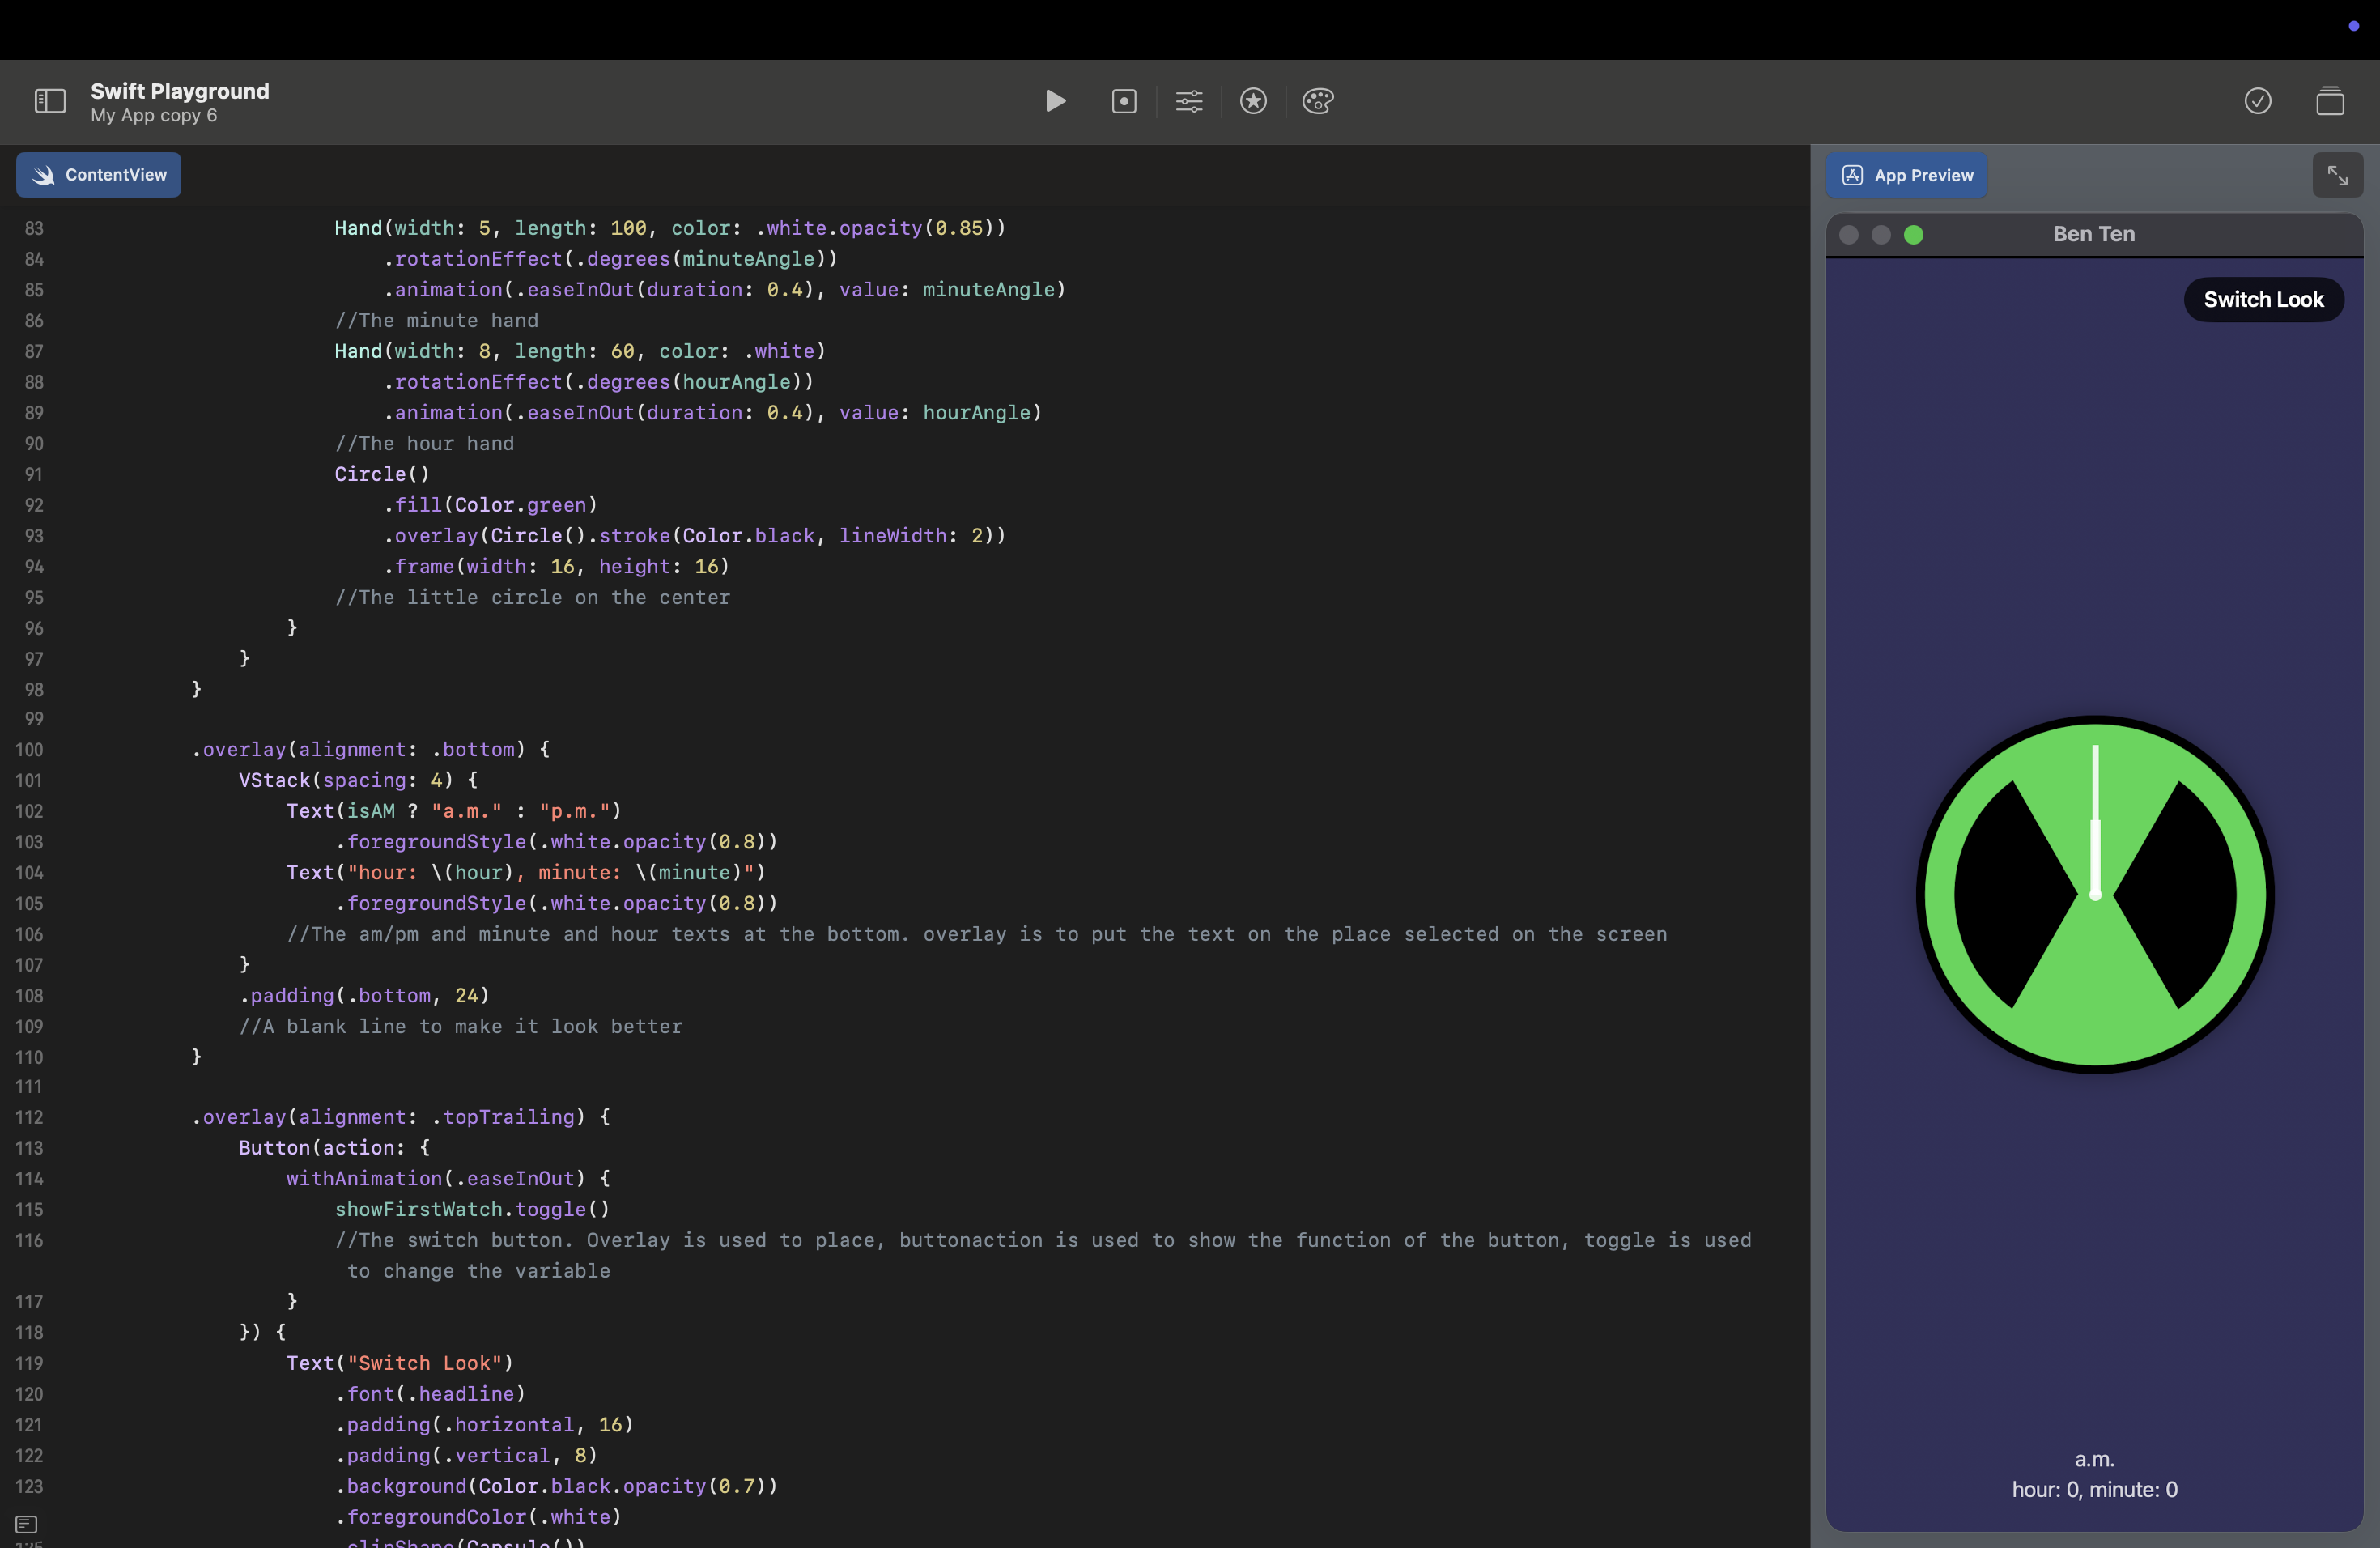 Swift Playground
My App copy 6
ContentView
83 Hand(width: 5, length: 100, color: .white.opacity(0.85))
84 .rotationEffect(.degrees(minuteAngle))
85 .animation(.easeInOut(duration: 0.4), value: minuteAngle)
86 //The minute hand
87 Hand(width: 8, length: 60, color: .white)
88 .rotationEffect(.degrees(hourAngle))
89 .animation(.easeInOut(duration: 0.4), value: hourAngle)
90 //The hour hand
91 Circle()
92 .fill(Color.green)
93 .overlay(Circle().stroke(Color.black, lineWidth: 2))
94 .frame(width: 16, height: 16)
95 //The little circle on the center
96 }
97 }
98 }
99
100 .overlay(alignment: .bottom) {
101 VStack(spacing: 4) {
102 Text(isAM ? "a.m." : "p.m.")
103 .foregroundStyle(.white.opacity(0.8))
104 Text("hour: \(hour), minute: \(minute)")
105 .foregroundStyle(.white.opacity(0.8))
106 //The am/pm and minute and hour texts at the bottom. overlay is to put the text on the place selected on the screen
107 }
108 .padding(.bottom, 24)
109 //A blank line to make it look better
110 }
111
112 .overlay(alignment: .topTrailing) {
113 Button(action: {
114 withAnimation(.easeInOut) {
115 showFirstWatch.toggle()
116 //The switch button. Overlay is used to place, buttonaction is used to show the function of the button, toggle is used
to change the variable
117 }
118 }) {
119 Text("Switch Look")
120 .font(.headline)
121 .padding(.horizontal, 16)
122 .padding(.vertical, 8)
123 .background(Color.black.opacity(0.7))
.foregroundColor(.white)
.clipShape(Capsule())
App Preview
Ben Ten
Switch Look
a.m.
hour: 0, minute: 0